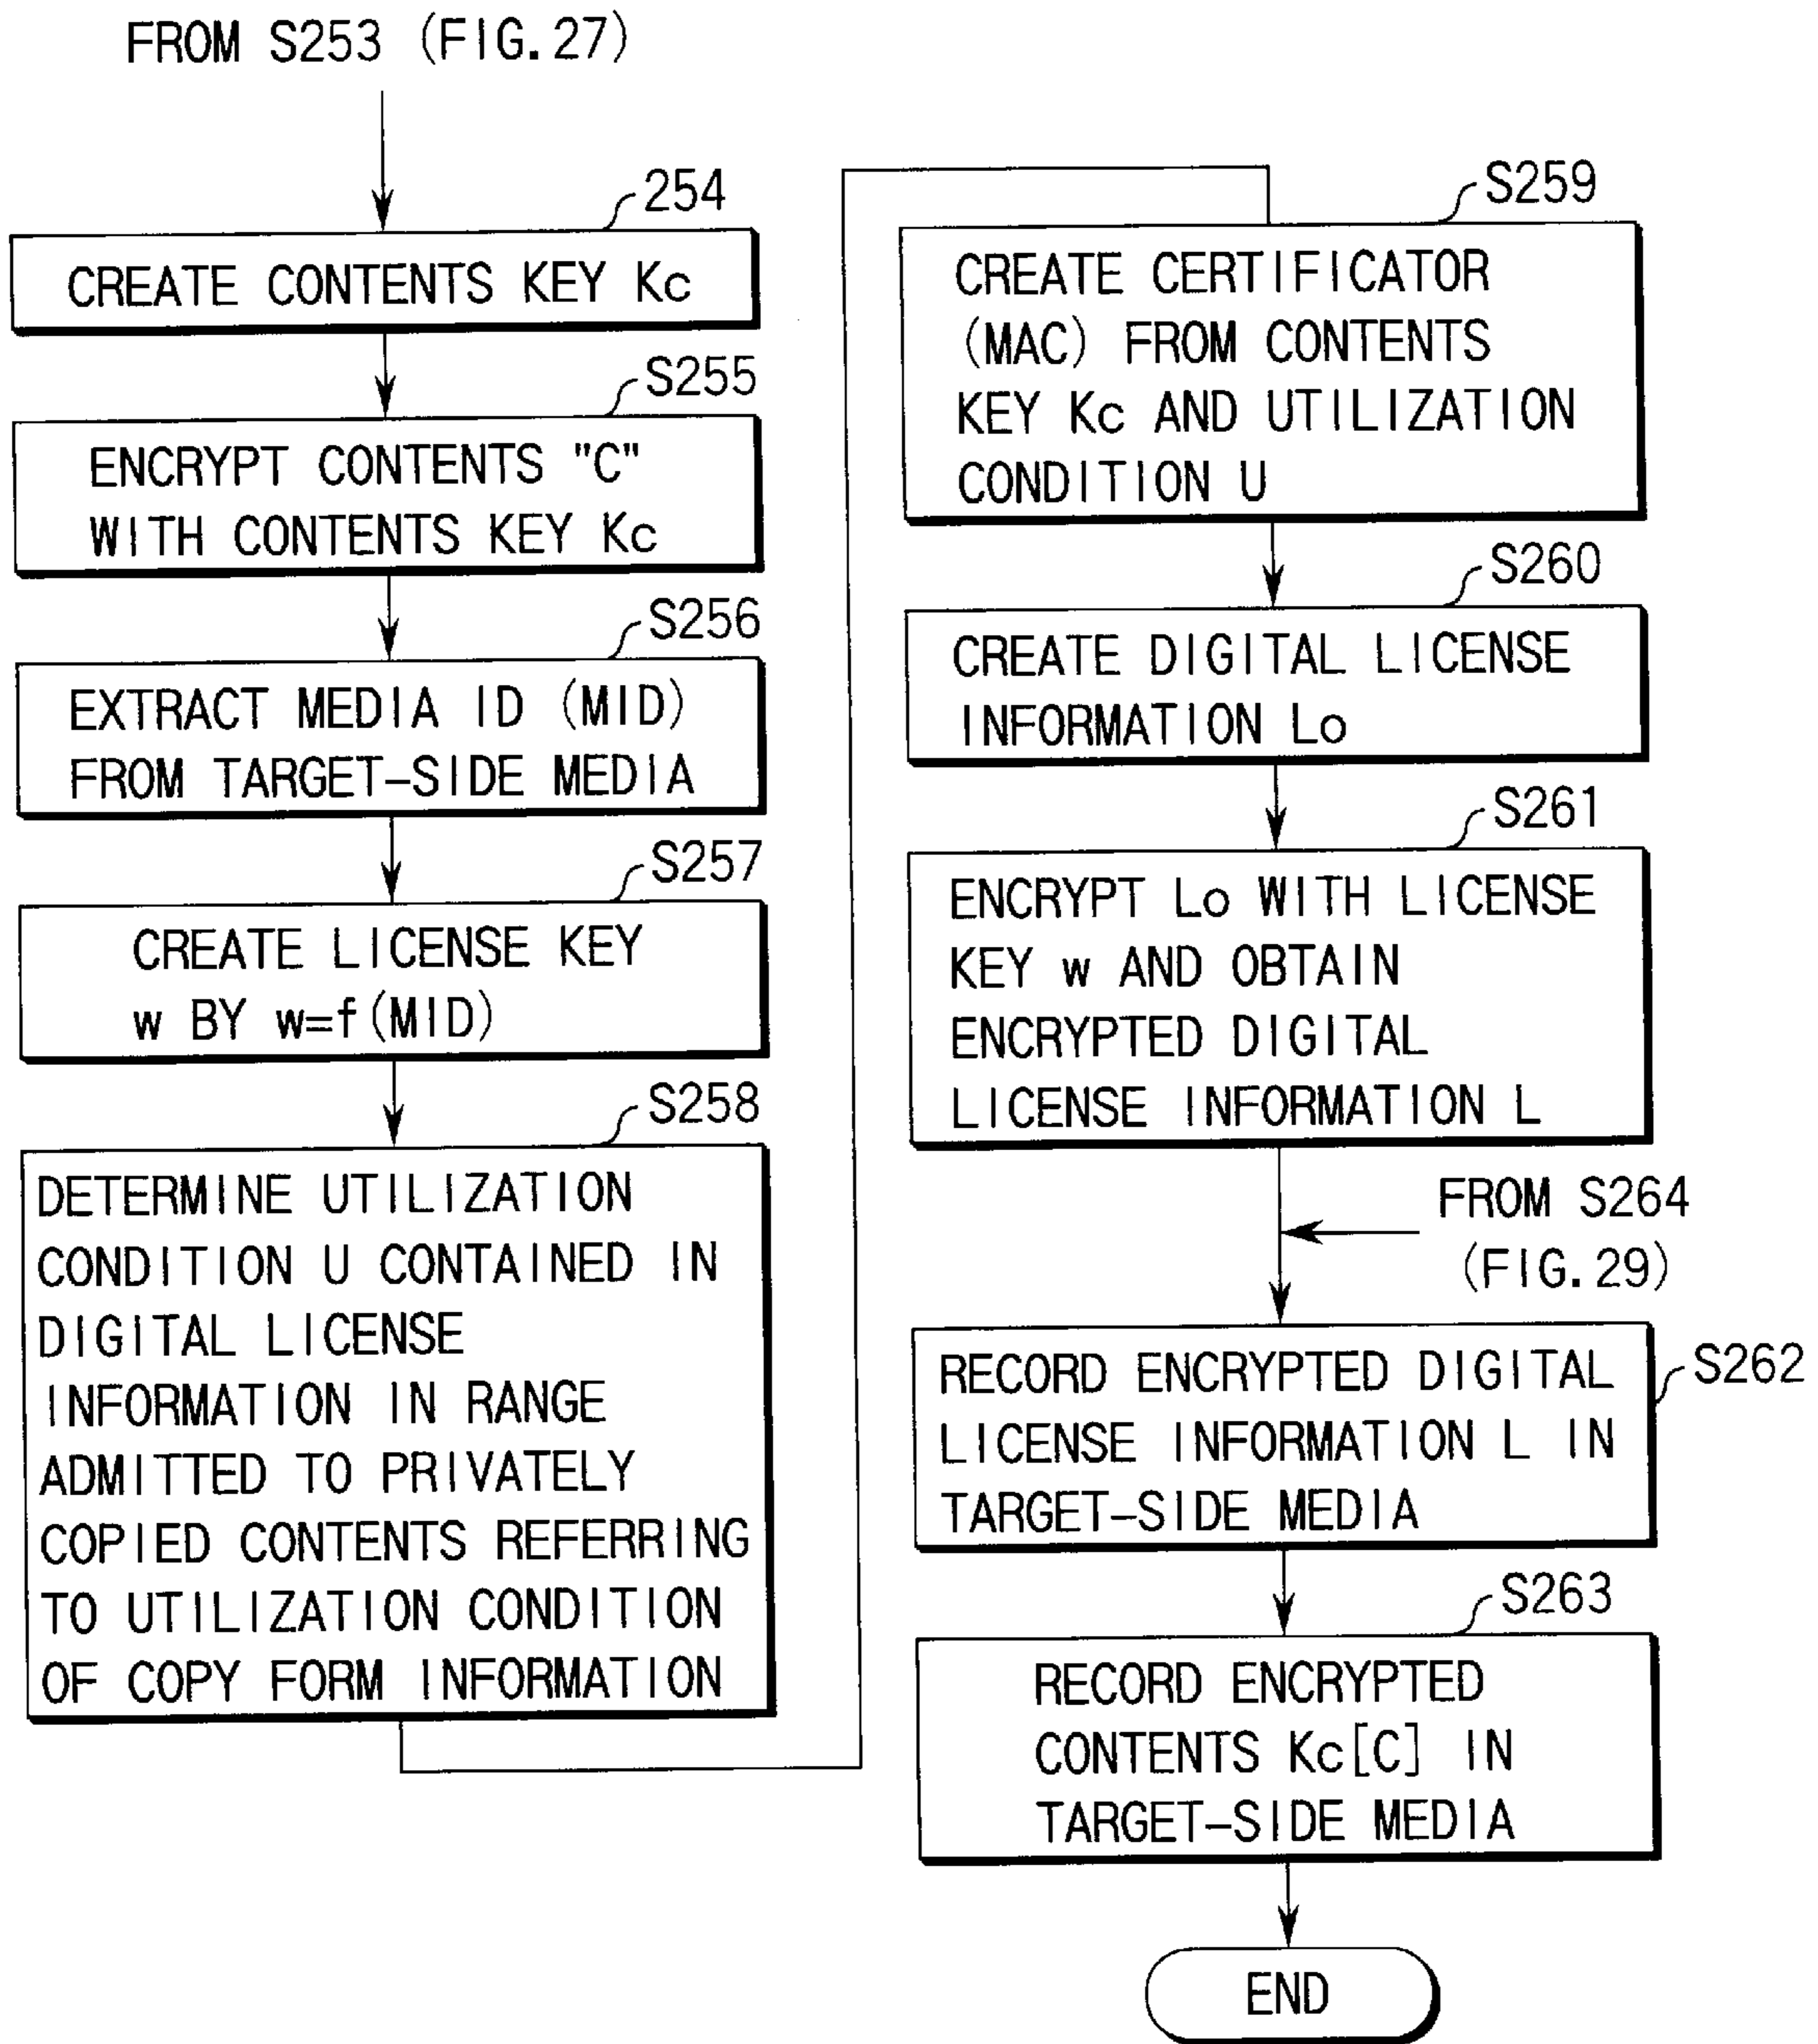 FROM S253 (FIG.27)
254
CREATE CONTENTS KEY Kc
S255
ENCRYPT CONTENTS "C"
WITH CONTENTS KEY Kc
S256
EXTRACT MEDIA ID (MID)
FROM TARGET-SIDE MEDIA
S257
CREATE LICENSE KEY
w BY w=f(MID)
S258
DETERMINE UTILIZATION
CONDITION U CONTAINED IN
DIGITAL LICENSE
INFORMATION IN RANGE
ADMITTED TO PRIVATELY
COPIED CONTENTS REFERRING
TO UTILIZATION CONDITION
OF COPY FORM INFORMATION
S259
CREATE CERTIFICATOR
(MAC) FROM CONTENTS
KEY Kc AND UTILIZATION
CONDITION U
S260
CREATE DIGITAL LICENSE
INFORMATION Lo
S261
ENCRYPT Lo WITH LICENSE
KEY w AND OBTAIN
ENCRYPTED DIGITAL
LICENSE INFORMATION L
FROM S264
(FIG.29)
S262
RECORD ENCRYPTED DIGITAL
LICENSE INFORMATION L IN
TARGET-SIDE MEDIA
S263
RECORD ENCRYPTED
CONTENTS Kc[C] IN
TARGET-SIDE MEDIA
END